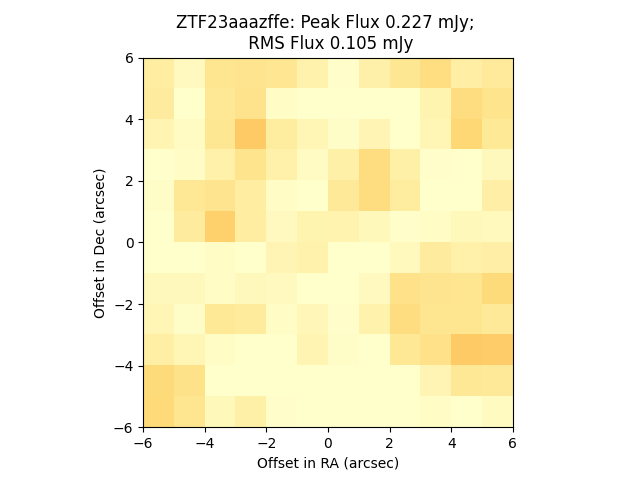 ZTF23aaazffe: Peak Flux 0.227 mJy;
RMS Flux 0.105 mJy
6
4
2
0
−2
−4
−6
Offset in Dec (arcsec)
−6 −4 −2 0 2 4 6
Offset in RA (arcsec)